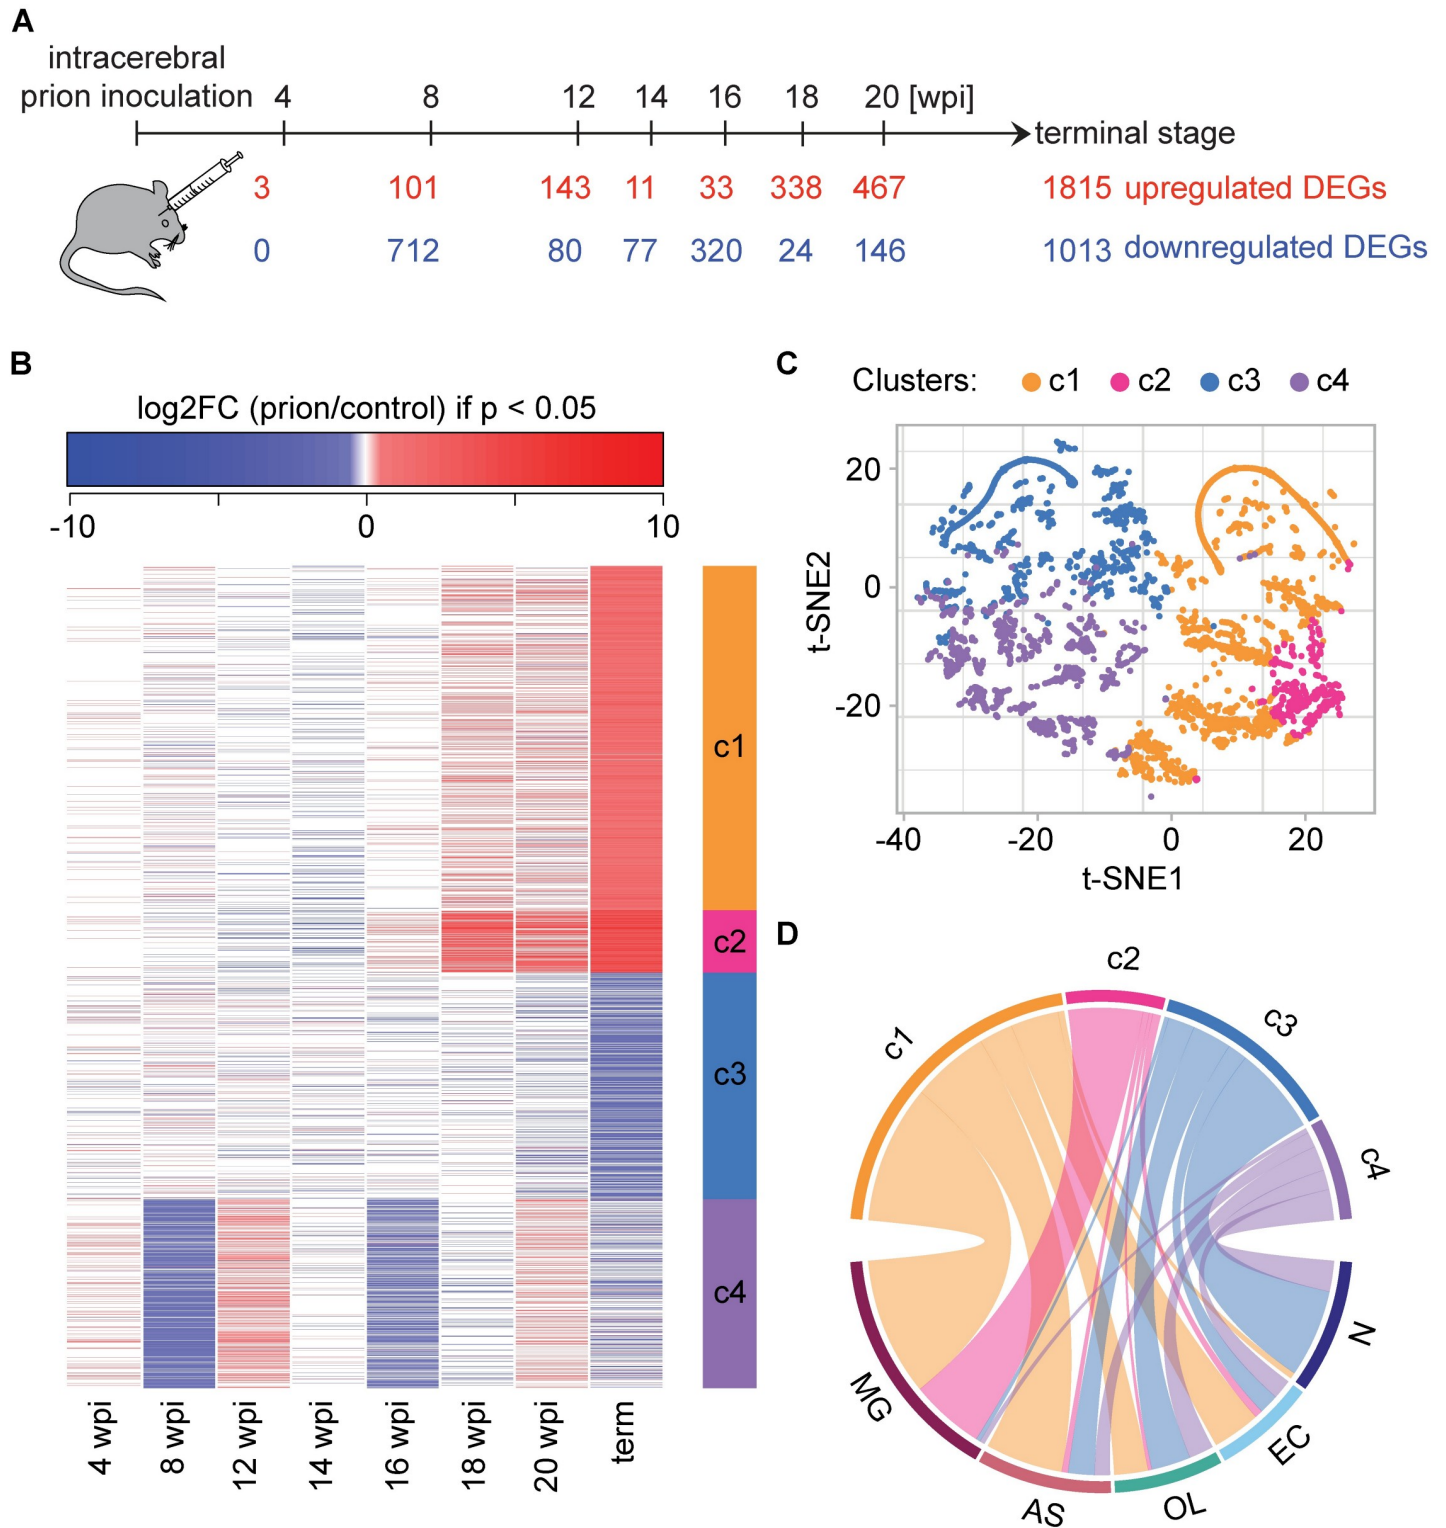 A
intracerebral
prion inoculation 4 8 12 14 16 18 20 [wpi]
terminal stage
3 101 143 11 33 338 467 1815 upregulated DEGs
0 712 80 77 320 24 146 1013 downregulated DEGs
B
log2FC (prion/control) if p < 0.05
-10 0 10
c1
c2
c3
c4
4 wpi
8 wpi
12 wpi
14 wpi
16 wpi
18 wpi
20 wpi
term
C
Clusters: c1 c2 c3 c4
20
0
-20
t-SNE2
-40 -20 0 20
t-SNE1
D
c1
c2
c3
c4
N
EC
OL
AS
MG